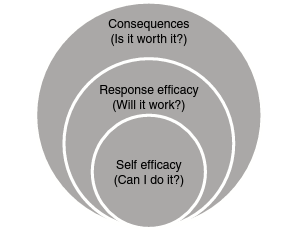 Consequences
(Is it worth it?)
Response efficacy
(Will it work?)
Self efficacy
(Can I do it?)